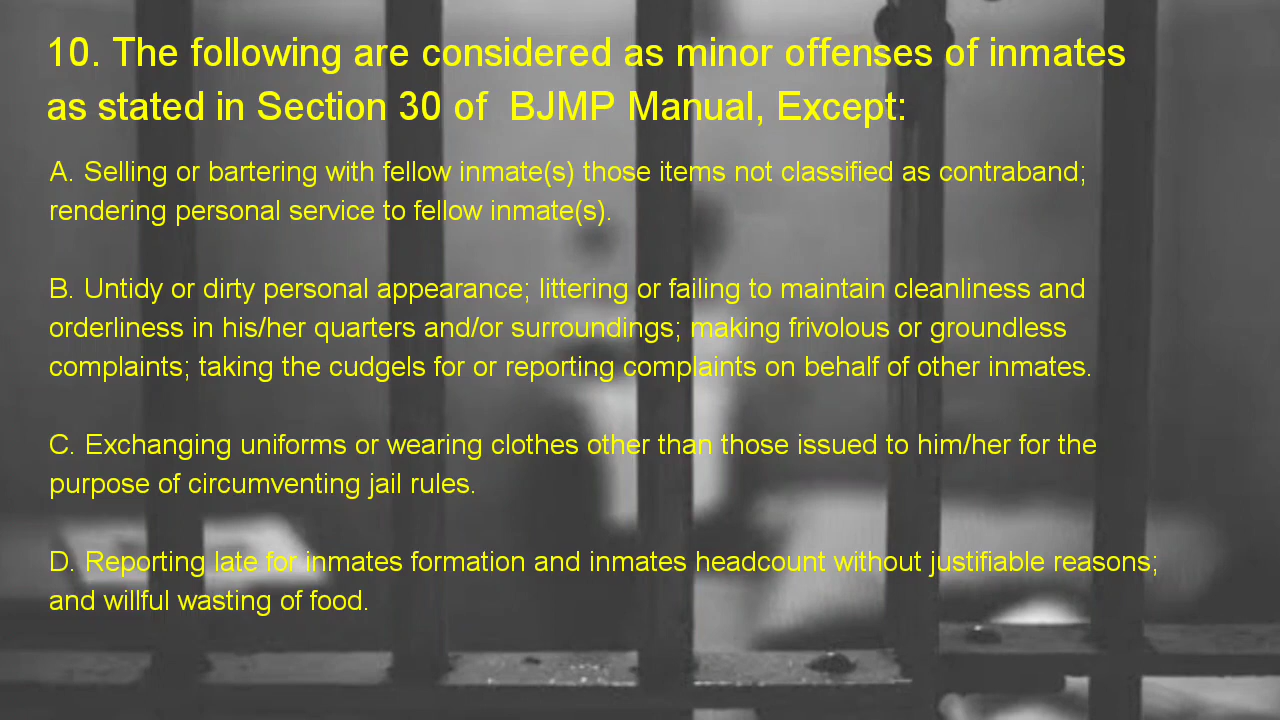 10. The following are considered as minor offenses of inmates
as stated in Section 30 of  BJMP Manual, Except:
A. Selling or bartering with fellow inmate(s) those items not classified as contraband;
rendering personal service to fellow inmate(s).
B. Untidy or dirty personal appearance; littering or failing to maintain cleanliness and
orderliness in his/her quarters and/or surroundings; making frivolous or groundless
complaints; taking the cudgels for or reporting complaints on behalf of other inmates.
C. Exchanging uniforms or wearing clothes other than those issued to him/her for the
purpose of circumventing jail rules.
D. Reporting late for inmates formation and inmates headcount without justifiable reasons;
and willful wasting of food.